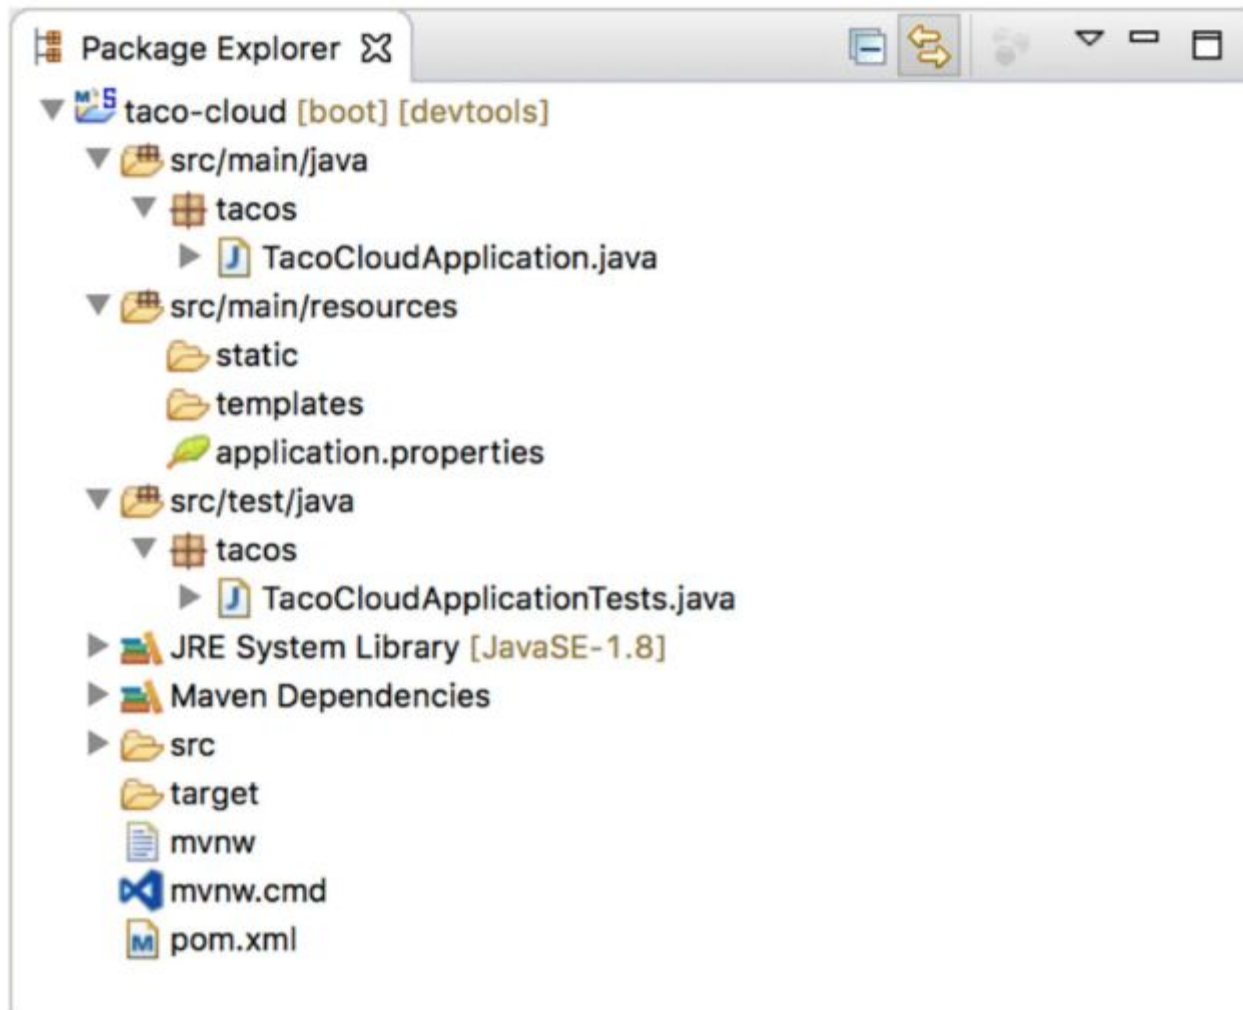 Package Explorer
taco-cloud [boot] [devtools]
src/main/java
tacos
TacoCloudApplication.java
src/main/resources
static
templates
application.properties
src/test/java
tacos
TacoCloudApplicationTests.java
JRE System Library [JavaSE-1.8]
Maven Dependencies
src
target
mvnw
mvnw.cmd
pom.xml